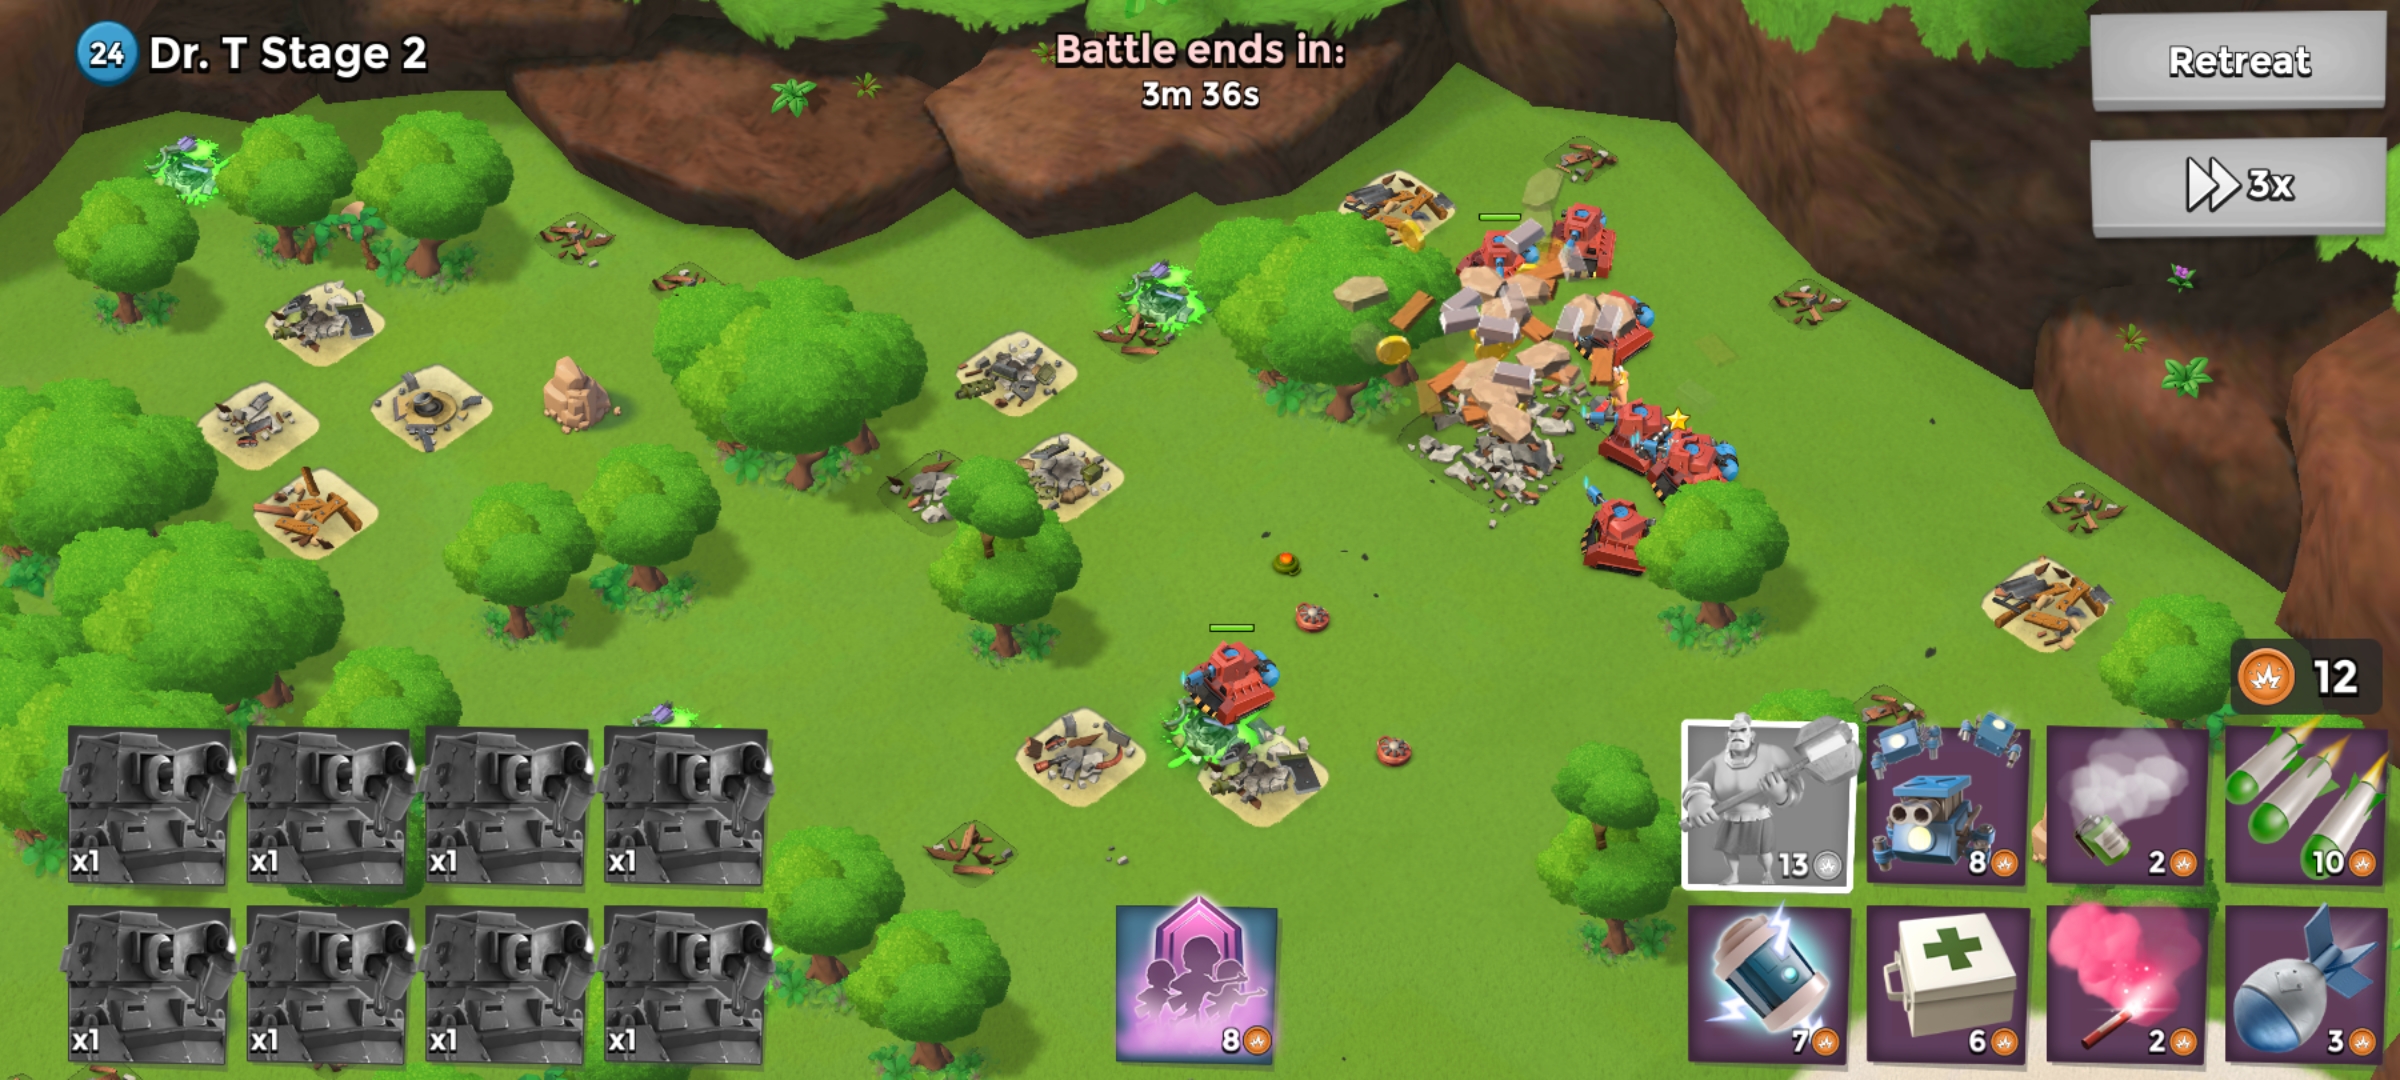 24 Dr. T Stage 2
Battle ends in:
3m 36s
Retreat
3x
12
x1 x1 x1 x1
13 8 2 10
x1 x1 x1 x1
8
7 6 2 3